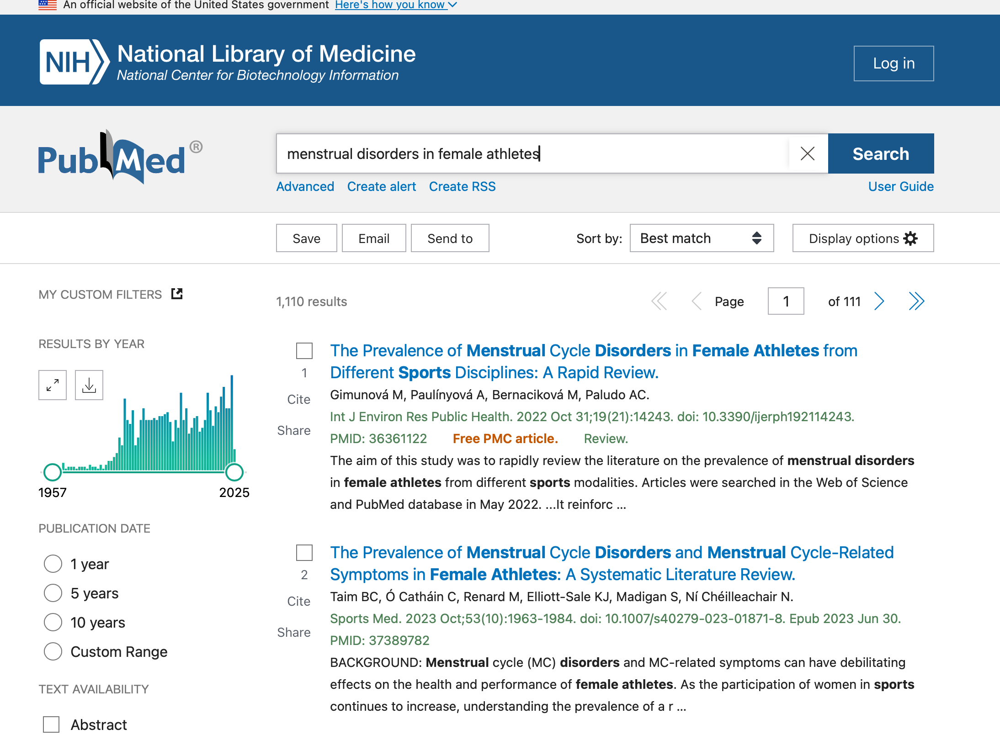 An official website of the United States government Here's how you know
NIH National Library of Medicine
National Center for Biotechnology Information
Log in
PubMed ®
menstrual disorders in female athletes
Search
Advanced Create alert Create RSS
User Guide
Save Email Send to
Sort by: Best match
Display options
MY CUSTOM FILTERS
1,110 results
Page 1 of 111
RESULTS BY YEAR
1957 2025
PUBLICATION DATE
1 year
5 years
10 years
Custom Range
TEXT AVAILABILITY
Abstract
1
Cite
Share
The Prevalence of Menstrual Cycle Disorders in Female Athletes from
Different Sports Disciplines: A Rapid Review.
Gimunová M, Paulínyová A, Bernaciková M, Paludo AC.
Int J Environ Res Public Health. 2022 Oct 31;19(21):14243. doi: 10.3390/ijerph192114243.
PMID: 36361122 Free PMC article. Review.
The aim of this study was to rapidly review the literature on the prevalence of menstrual disorders
in female athletes from different sports modalities. Articles were searched in the Web of Science
and PubMed database in May 2022. ...It reinforc ...
2
Cite
Share
The Prevalence of Menstrual Cycle Disorders and Menstrual Cycle-Related
Symptoms in Female Athletes: A Systematic Literature Review.
Taim BC, Ó Catháin C, Renard M, Elliott-Sale KJ, Madigan S, Ní Chéilleachair N.
Sports Med. 2023 Oct;53(10):1963-1984. doi: 10.1007/s40279-023-01871-8. Epub 2023 Jun 30.
PMID: 37389782
BACKGROUND: Menstrual cycle (MC) disorders and MC-related symptoms can have debilitating
effects on the health and performance of female athletes. As the participation of women in sports
continues to increase, understanding the prevalence of a r ...